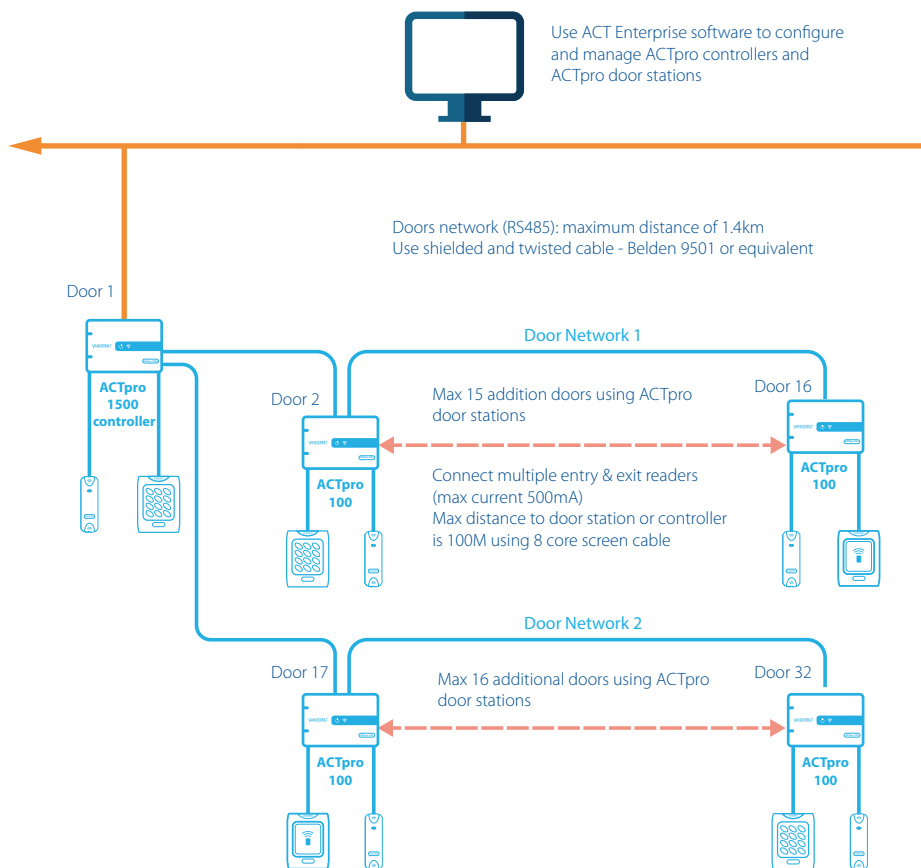 Use ACT Enterprise software to configure
and manage ACTpro controllers and
ACTpro door stations
Doors network (RS485): maximum distance of 1.4km
Use shielded and twisted cable - Belden 9501 or equivalent
Door 1
VANDERBILT
ACTpro
1500
controller
Door Network 1
Door 2
Max 15 addition doors using ACTpro
door stations
Door 16
VANDERBILT
ACTpro
100
VANDERBILT
ACTpro
100
Connect multiple entry & exit readers
(max current 500mA)
Max distance to door station or controller
is 100M using 8 core screen cable
Door Network 2
Door 17
Max 16 additional doors using ACTpro
door stations
Door 32
VANDERBILT
ACTpro
100
VANDERBILT
ACTpro
100